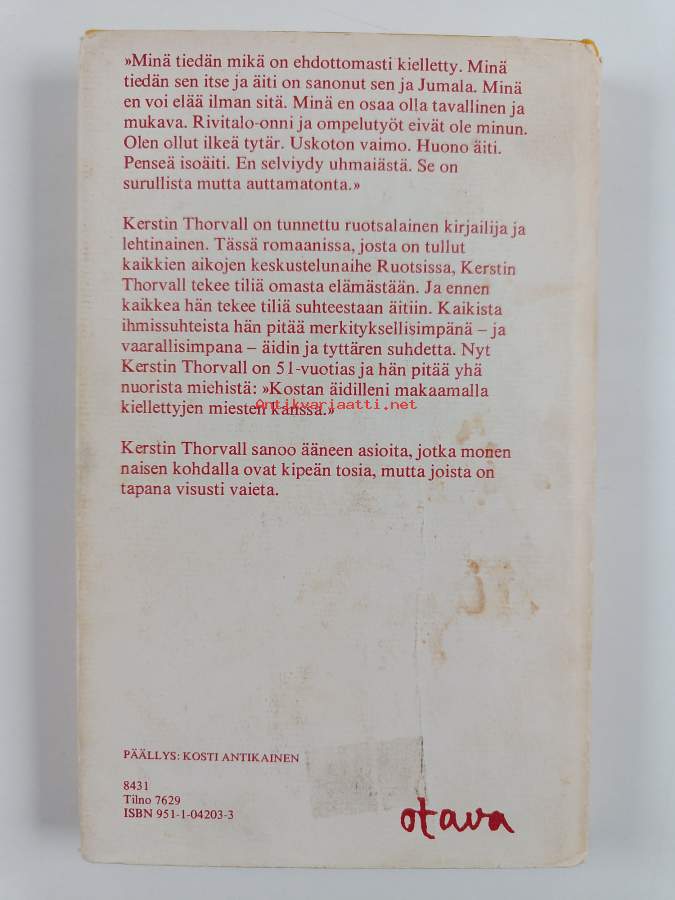 »Minä tiedän mikä on ehdottomasti kielletty. Minä
tiedän sen itse ja äiti on sanonut sen ja Jumala. Minä
en voi elää ilman sitä. Minä en osaa olla tavallinen ja
mukava. Rivitalo-onni ja ompelutyöt eivät ole minun.
Olen ollut ilkeä tytär. Uskoton vaimo. Huono äiti.
Penseä isoäiti. En selviydy uhmaiästä. Se on
surullista mutta auttamatonta.»
Kerstin Thorvall on tunnettu ruotsalainen kirjailija ja
lehtinainen. Tässä romaanissa, josta on tullut
kaikkien aikojen keskustelunaihe Ruotsissa, Kerstin
Thorvall tekee tiliä omasta elämästään. Ja ennen
kaikkea hän tekee tiliä suhteestaan äitiin. Kaikista
ihmissuhteista hän pitää merkityksellisimpänä – ja
vaarallisimpana – äidin ja tyttären suhdetta. Nyt
Kerstin Thorvall on 51-vuotias ja hän pitää yhä
nuorista miehistä: »Kostan äidilleni makaamalla
kiellettyjen miesten kanssa.»
Antikvariaatti.net
Kerstin Thorvall sanoo ääneen asioita, jotka monen
naisen kohdalla ovat kipeän tosia, mutta joista on
tapana visusti vaieta.
PÄÄLLYS: KOSTI ANTIKAINEN
8431
Tilno 7629
ISBN 951-1-04203-3
otava